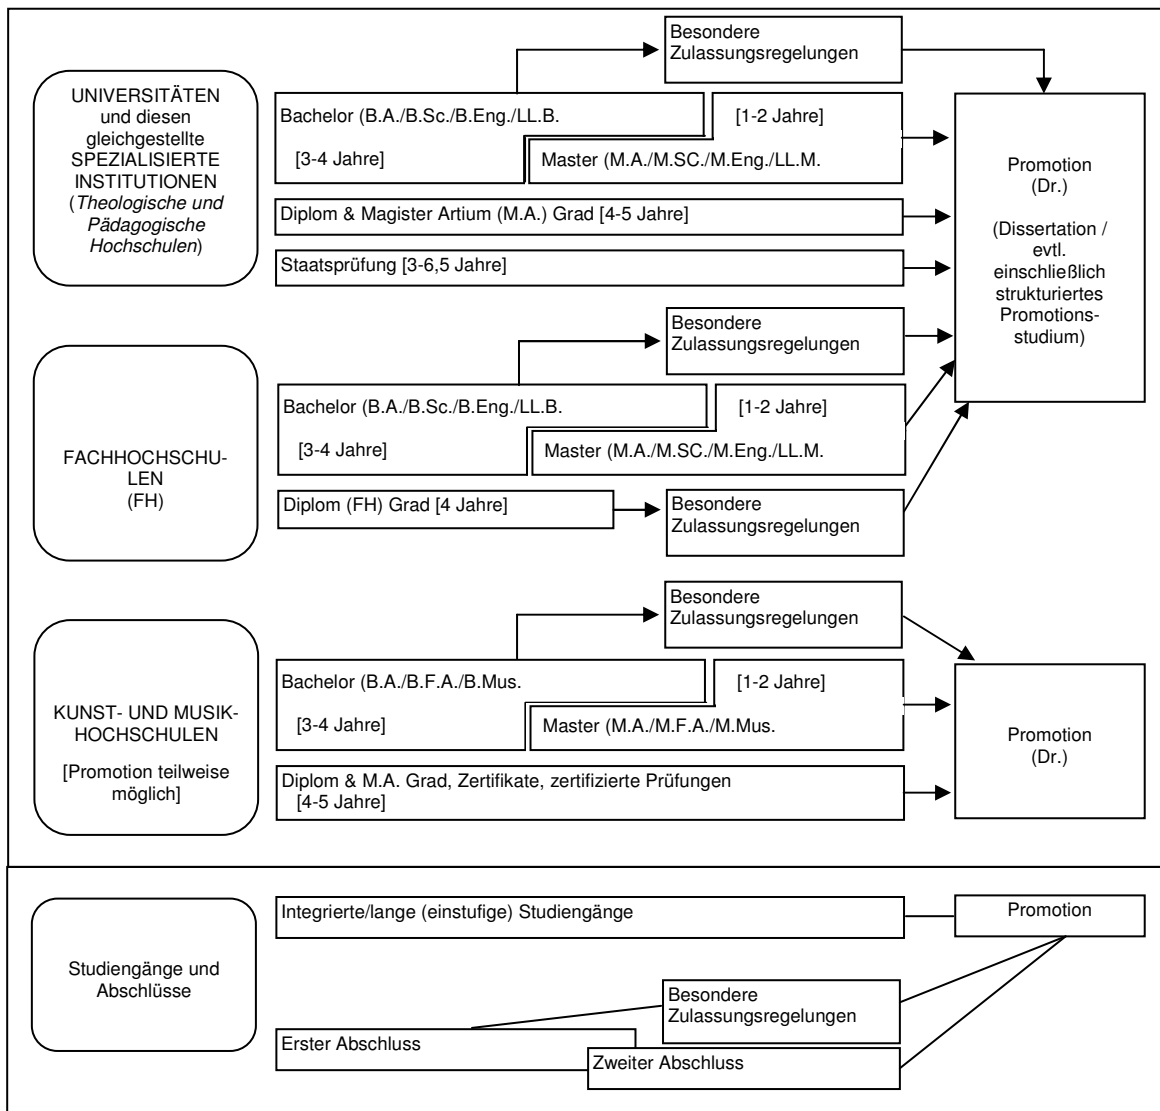 Besondere
Zulassungsregelungen
UNIVERSITÄTEN
und diesen
gleichgestellte
SPEZIALISIERTE
INSTITUTIONEN
(Theologische und
Pädagogische
Hochschulen)
Bachelor (B.A./B.Sc./B.Eng./LL.B.
[3-4 Jahre]
[1-2 Jahre]
Master (M.A./M.SC./M.Eng./LL.M.
Diplom & Magister Artium (M.A.) Grad [4-5 Jahre]
Staatsprüfung [3-6,5 Jahre]
Promotion
(Dr.)
(Dissertation /
evtl.
einschließlich
strukturiertes
Promotions-
studium)
FACHHOCHSCHU-
LEN
(FH)
Besondere
Zulassungsregelungen
Bachelor (B.A./B.Sc./B.Eng./LL.B.
[3-4 Jahre]
[1-2 Jahre]
Master (M.A./M.SC./M.Eng./LL.M.
Diplom (FH) Grad [4 Jahre]
Besondere
Zulassungsregelungen
KUNST- UND MUSIK-
HOCHSCHULEN
[Promotion teilweise
möglich]
Besondere
Zulassungsregelungen
Bachelor (B.A./B.F.A./B.Mus.
[3-4 Jahre]
[1-2 Jahre]
Master (M.A./M.F.A./M.Mus.
Diplom & M.A. Grad, Zertifikate, zertifizierte Prüfungen
[4-5 Jahre]
Promotion
(Dr.)
Studiengänge und
Abschlüsse
Integrierte/lange (einstufige) Studiengänge
Promotion
Besondere
Zulassungsregelungen
Erster Abschluss
Zweiter Abschluss